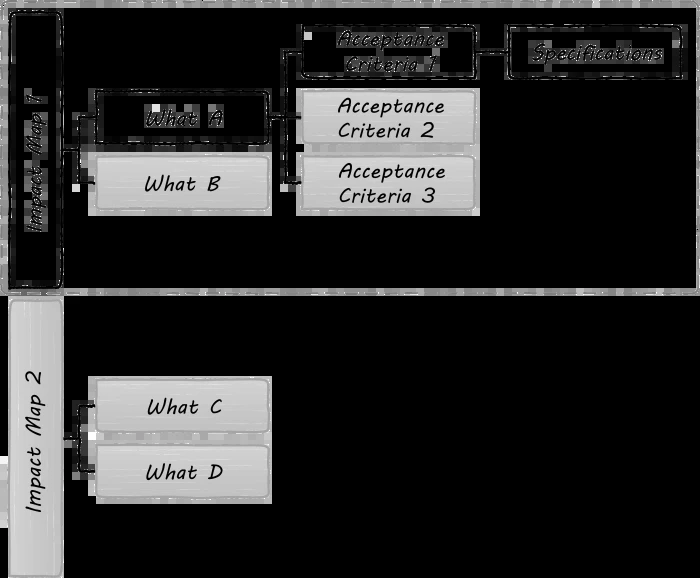 Impact Map 1
Acceptance
Criteria 1
Specifications
What A
Acceptance
Criteria 2
What B
Acceptance
Criteria 3
Impact Map 2
What C
What D